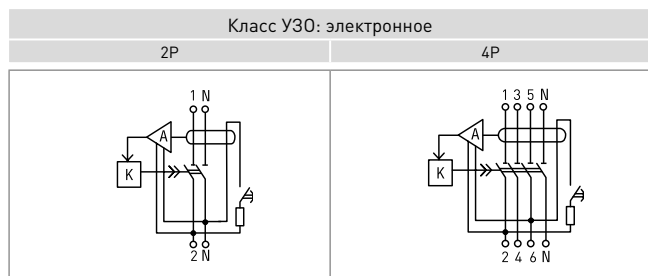 Класс УЗО: электронное
2P 4P
1 N
A
K
2 N
1 3 5 N
A
K
2 4 6 N